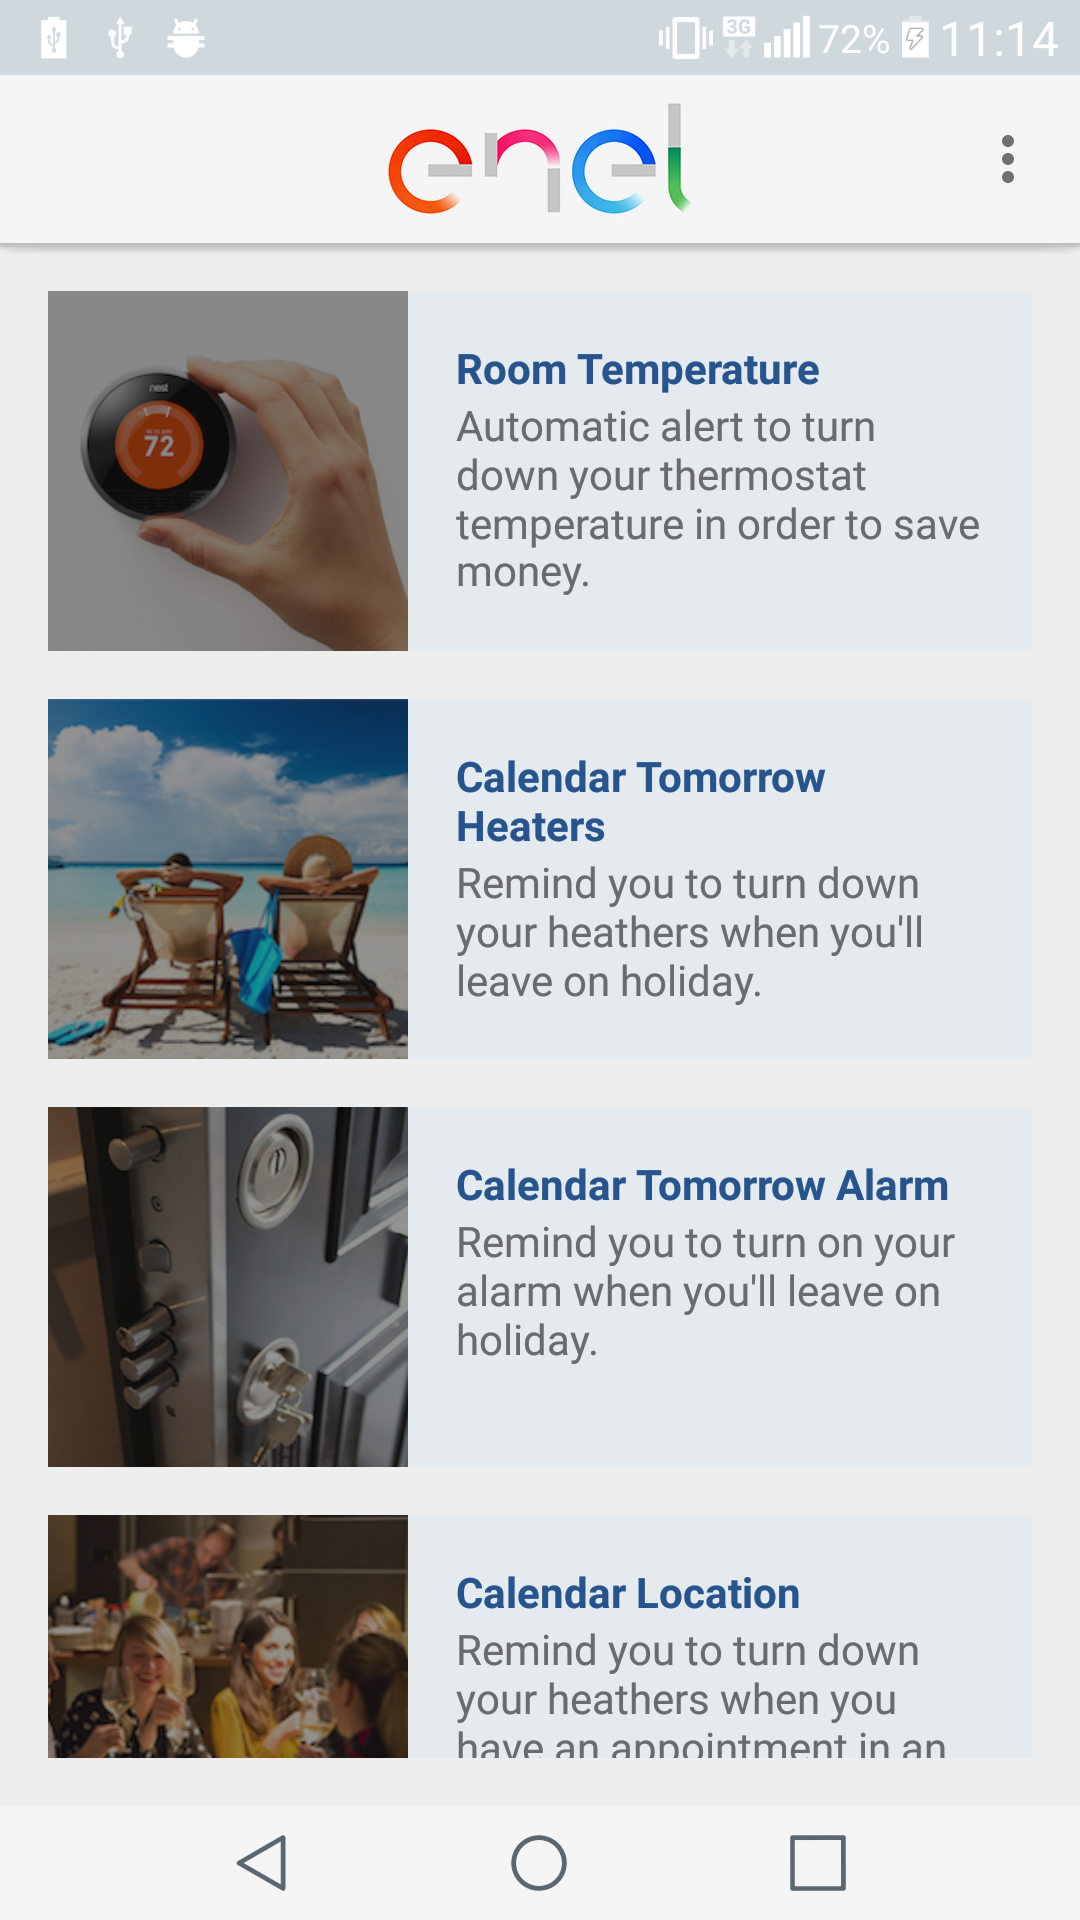 3G
72% 11:14
enel
nest
72
Room Temperature
Automatic alert to turn
down your thermostat
temperature in order to save
money.
Calendar Tomorrow
Heaters
Remind you to turn down
your heathers when you'll
leave on holiday.
Calendar Tomorrow Alarm
Remind you to turn on your
alarm when you'll leave on
holiday.
Calendar Location
Remind you to turn down
your heathers when you
have an appointment in an